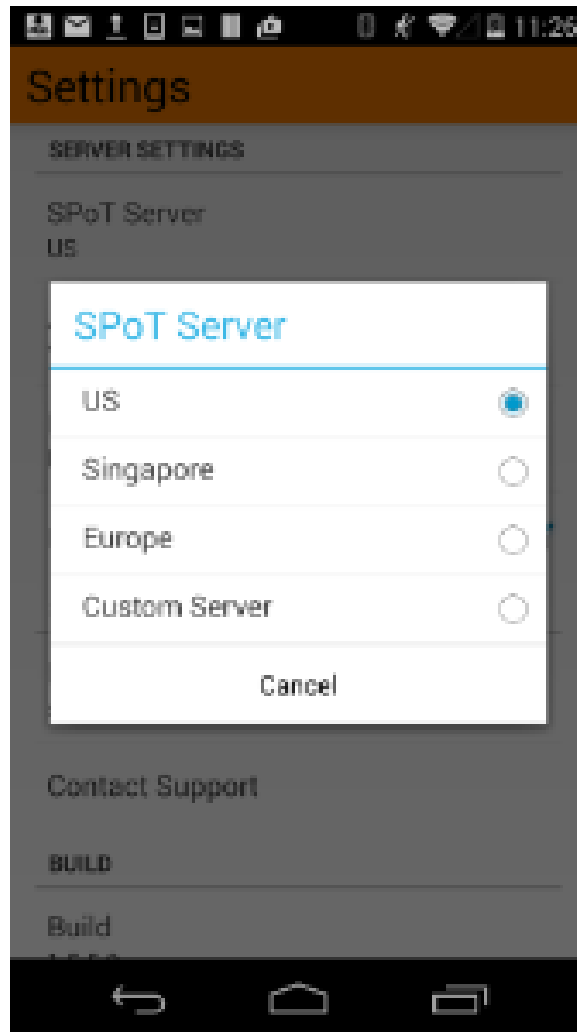 11:26
Settings
SERVER SETTINGS
SPoT Server
US
SPoT Server
US
Singapore
Europe
Custom Server
Cancel
Contact Support
BUILD
Build